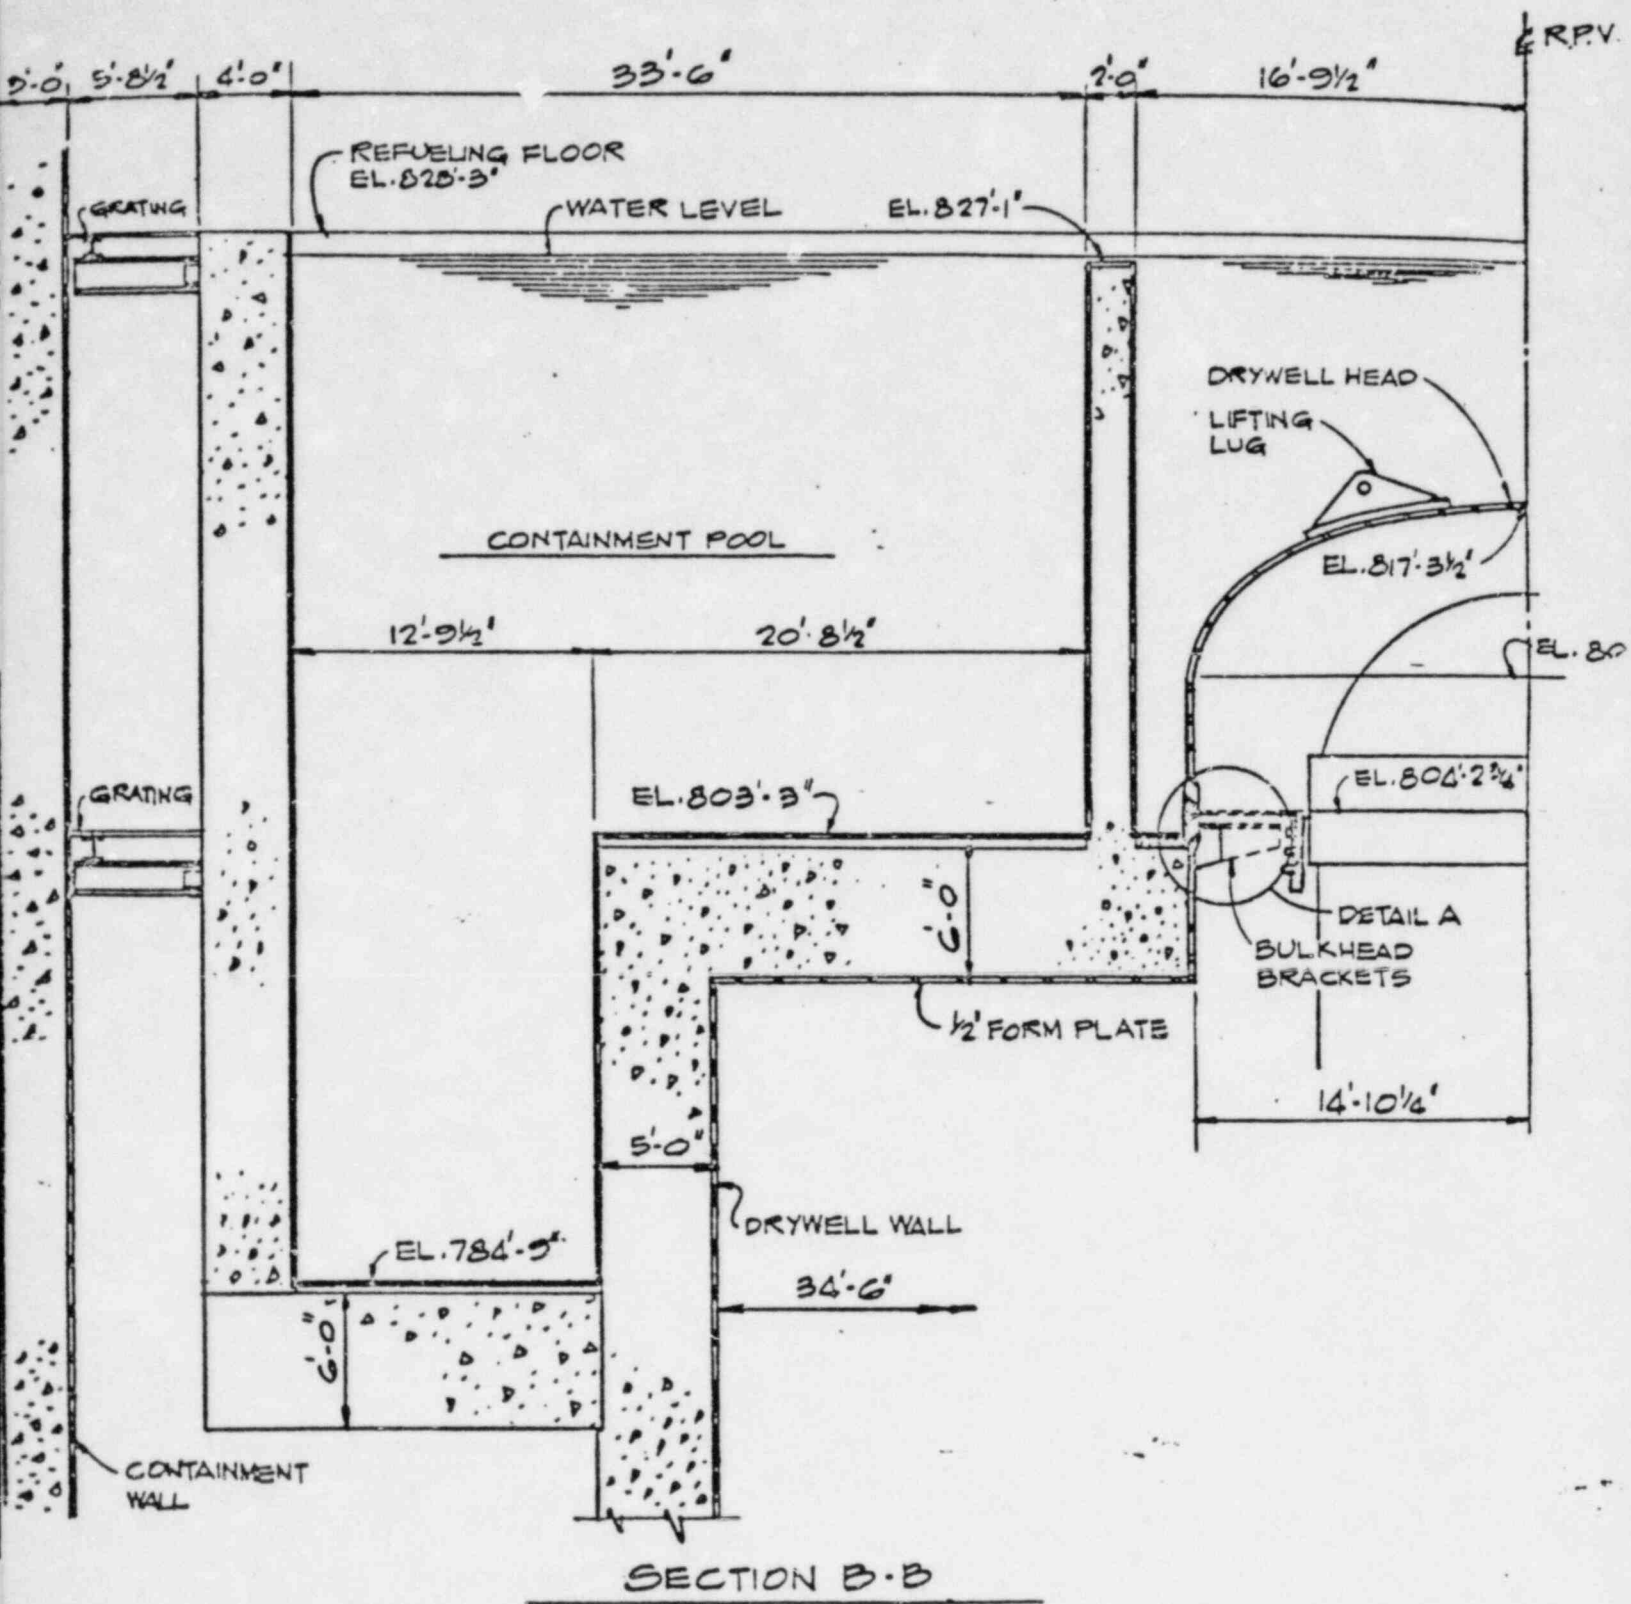 ℄ R.P.V.
5'-8½" 4'-0" 33'-6" 2'-0" 16'-9½"
REFUELING FLOOR
EL. 828'-3"
GRATING
WATER LEVEL
EL. 827'-1"
DRYWELL HEAD
LIFTING
LUG
CONTAINMENT POOL
EL. 817'-3½"
12'-9½" 20'-8½"
EL. 80
GRATING
EL. 803'-3"
EL. 804'-2¾"
6'-0"
DETAIL A
BULKHEAD
BRACKETS
½" FORM PLATE
14'-10¼"
5'-0"
DRYWELL WALL
EL. 784'-9"
34'-6"
6'-0"
CONTAINMENT
WALL
SECTION B-B